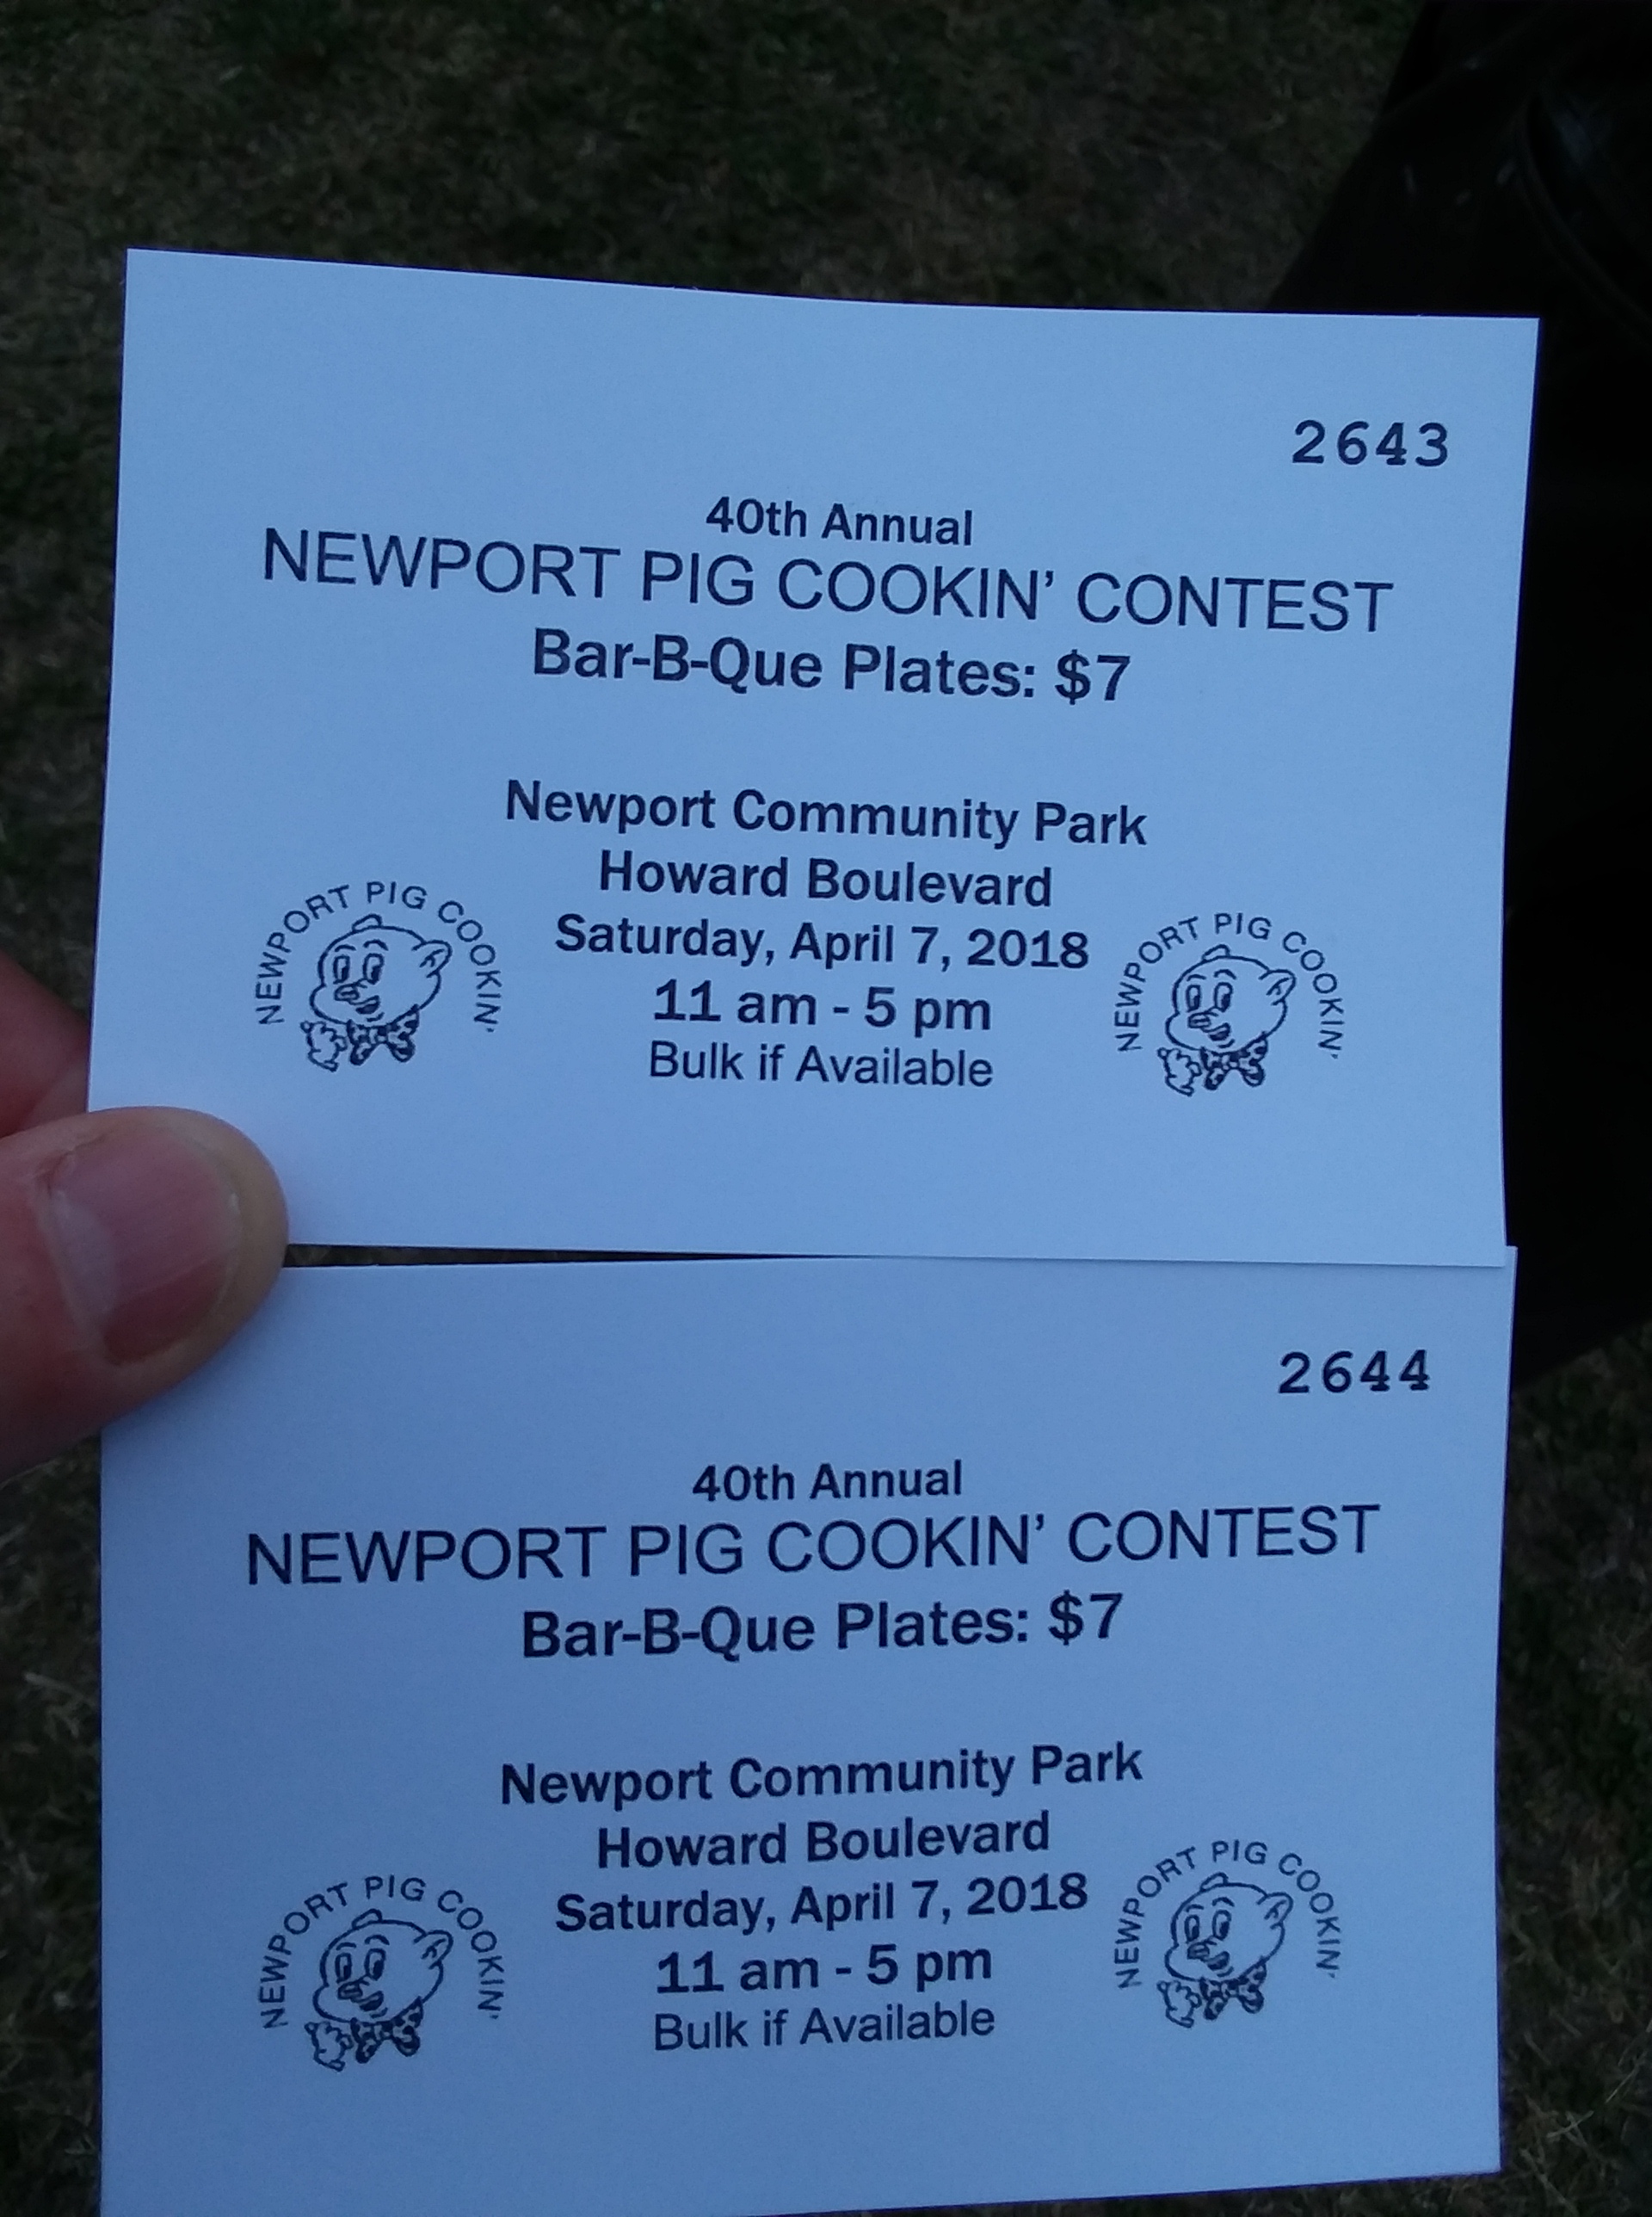 2643
40th Annual
NEWPORT PIG COOKIN' CONTEST
Bar-B-Que Plates: $7
Newport Community Park
Howard Boulevard
Saturday, April 7, 2018
11 am - 5 pm
Bulk if Available
NEWPORT PIG COOKIN'
NEWPORT PIG COOKIN'
2644
40th Annual
NEWPORT PIG COOKIN' CONTEST
Bar-B-Que Plates: $7
Newport Community Park
Howard Boulevard
Saturday, April 7, 2018
11 am - 5 pm
Bulk if Available
NEWPORT PIG COOKIN'
NEWPORT PIG COOKIN'